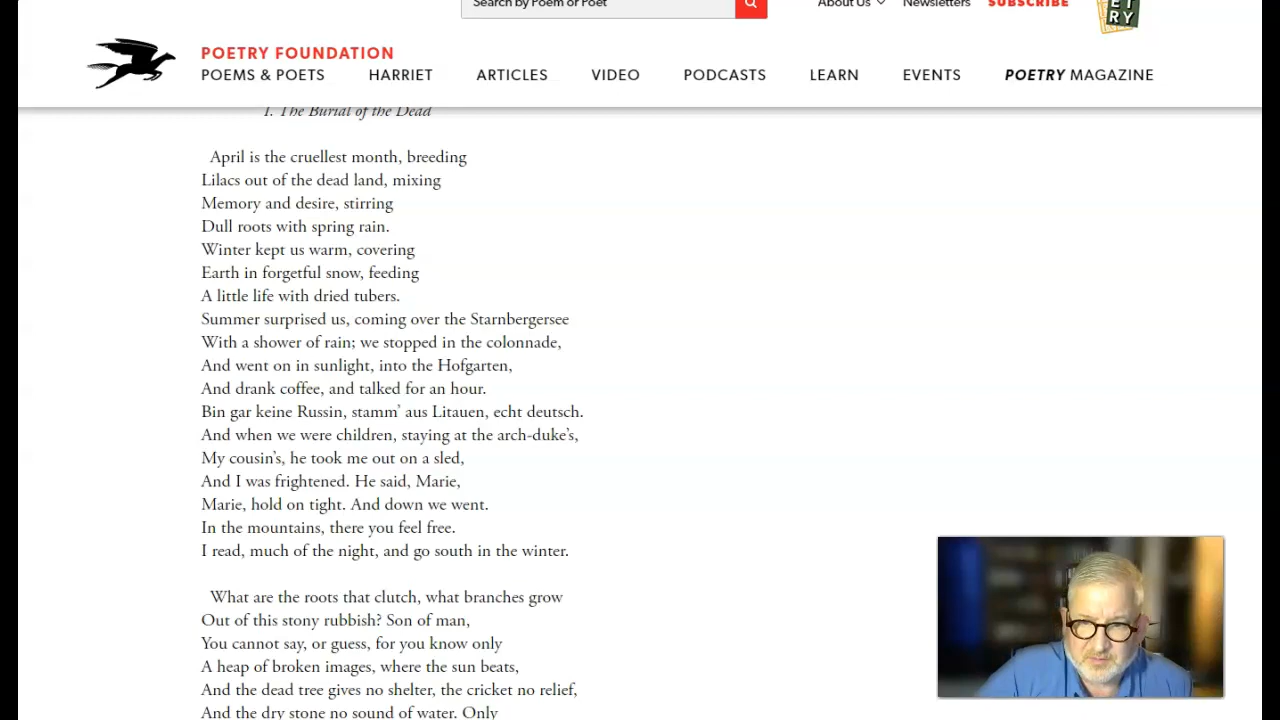 Search by Poem or Poet
About Us
Newsletters
SUBSCRIBE
ET
RY
POETRY FOUNDATION
POEMS & POETS
HARRIET
ARTICLES
VIDEO
PODCASTS
LEARN
EVENTS
POETRY MAGAZINE
I. The Burial of the Dead
April is the cruellest month, breeding
Lilacs out of the dead land, mixing
Memory and desire, stirring
Dull roots with spring rain.
Winter kept us warm, covering
Earth in forgetful snow, feeding
A little life with dried tubers.
Summer surprised us, coming over the Starnbergersee
With a shower of rain; we stopped in the colonnade,
And went on in sunlight, into the Hofgarten,
And drank coffee, and talked for an hour.
Bin gar keine Russin, stamm’ aus Litauen, echt deutsch.
And when we were children, staying at the arch-duke’s,
My cousin’s, he took me out on a sled,
And I was frightened. He said, Marie,
Marie, hold on tight. And down we went.
In the mountains, there you feel free.
I read, much of the night, and go south in the winter.
What are the roots that clutch, what branches grow
Out of this stony rubbish? Son of man,
You cannot say, or guess, for you know only
A heap of broken images, where the sun beats,
And the dead tree gives no shelter, the cricket no relief,
And the dry stone no sound of water. Only